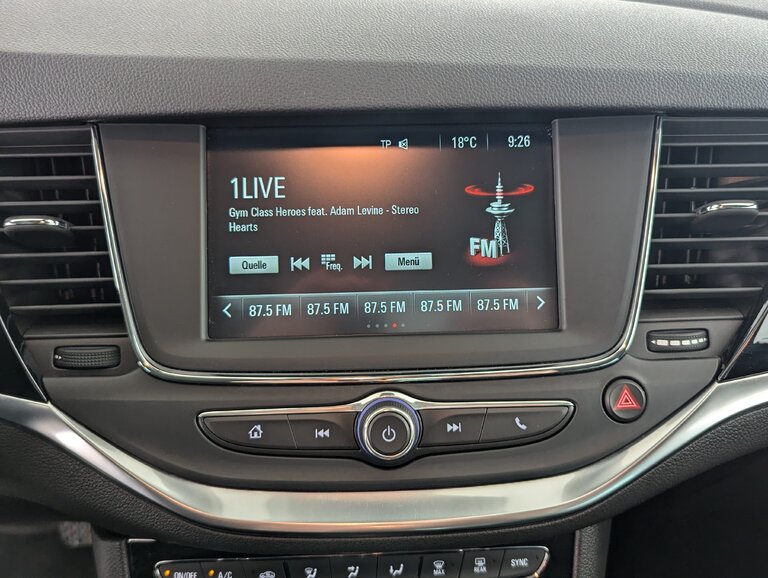 TP 18°C 9:26
1LIVE
Gym Class Heroes feat. Adam Levine - Stereo
Hearts
FM
Quelle Freq. Menü
87.5 FM 87.5 FM 87.5 FM 87.5 FM 87.5 FM
ON/OFF A/C MAX REAR SYNC